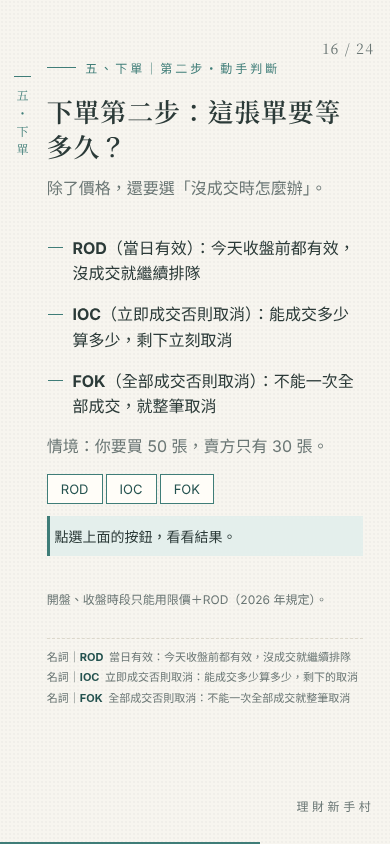 16 / 24
五、下單｜第二步・動手判斷
五・下單
下單第二步：這張單要等
多久？
除了價格，還要選「沒成交時怎麼辦」。
— ROD（當日有效）：今天收盤前都有效，
沒成交就繼續排隊
— IOC（立即成交否則取消）：能成交多少
算多少，剩下立刻取消
— FOK（全部成交否則取消）：不能一次全
部成交，就整筆取消
情境：你要買 50 張，賣方只有 30 張。
ROD IOC FOK
點選上面的按鈕，看看結果。
開盤、收盤時段只能用限價＋ROD（2026 年規定）。
名詞｜ROD 當日有效：今天收盤前都有效，沒成交就繼續排隊
名詞｜IOC 立即成交否則取消：能成交多少算多少，剩下的取消
名詞｜FOK 全部成交否則取消：不能一次全部成交就整筆取消
理財新手村